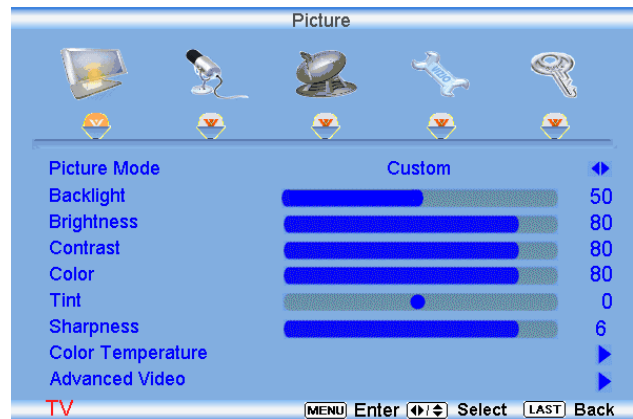 Picture
VIZIO
Picture Mode Custom
Backlight 50
Brightness 80
Contrast 80
Color 80
Tint 0
Sharpness 6
Color Temperature
Advanced Video
TV MENU Enter / Select LAST Back